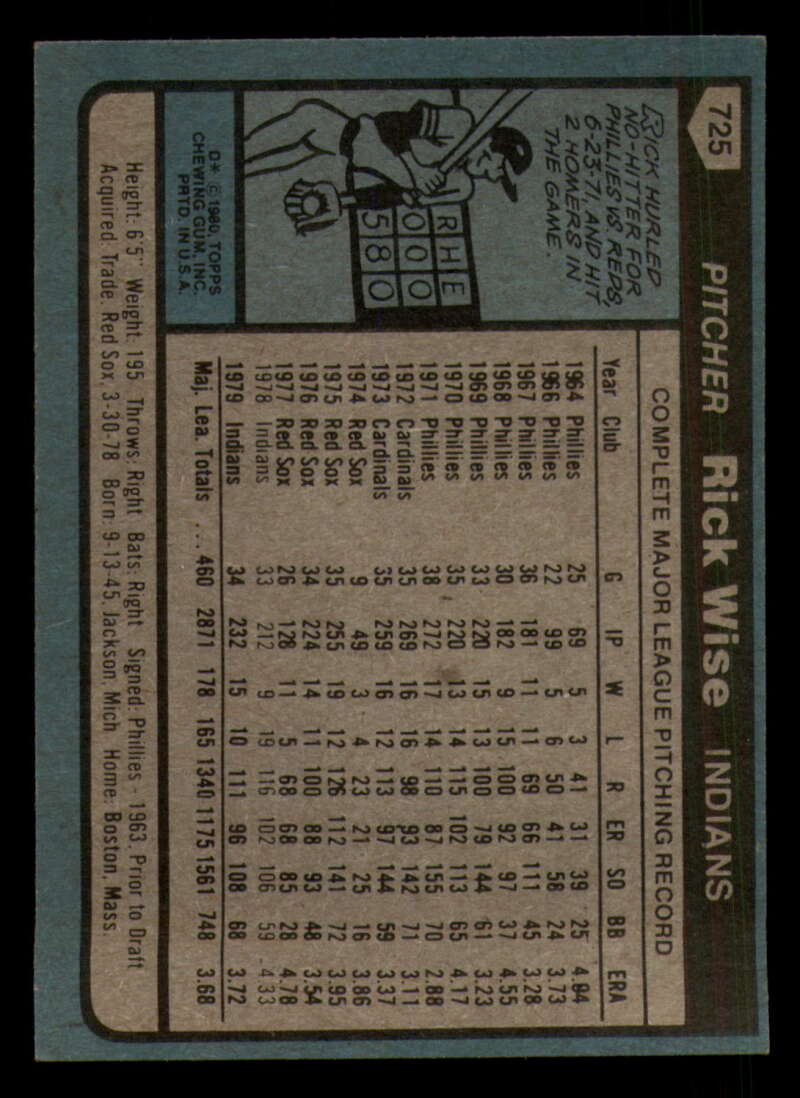 725 PITCHER Rick Wise INDIANS
RICK HURLED
NO-HITTER FOR
PHILLIES VS. REDS,
6-23-71, AND HIT
2 HOMERS IN
THE GAME.
R H E
0 0 0
5 8 0
D* © 1980 TOPPS
CHEWING GUM, INC.
PRTD. IN U.S.A.
COMPLETE MAJOR LEAGUE PITCHING RECORD
Year Club G IP W L R ER SO BB ERA
1964 Phillies 25 69 5 3 41 31 39 25 4.04
1966 Phillies 22 99 5 6 50 41 58 24 3.73
1967 Phillies 36 181 11 11 69 66 111 45 3.28
1968 Phillies 30 182 9 15 100 92 97 37 4.55
1969 Phillies 33 220 15 13 100 79 144 61 3.23
1970 Phillies 35 220 13 14 115 102 113 65 4.17
1971 Phillies 38 272 17 14 110 87 155 70 2.88
1972 Cardinals 35 269 16 16 98 93 142 71 3.11
1973 Cardinals 35 259 16 12 113 97 144 59 3.37
1974 Red Sox 9 49 3 4 23 21 25 16 3.86
1975 Red Sox 35 255 19 12 126 112 141 72 3.95
1976 Red Sox 34 224 14 11 100 88 93 48 3.54
1977 Red Sox 26 128 11 5 68 68 85 28 4.78
1978 Indians 33 212 9 19 116 102 106 59 4.33
1979 Indians 34 232 15 10 111 96 108 68 3.72
Maj. Lea. Totals ... 460 2871 178 165 1340 1175 1561 748 3.68
Height: 6'5" Weight: 195 Throws: Right Bats: Right Signed: Phillies - 1963, Prior to Draft
Acquired: Trade, Red Sox, 3-30-78 Born: 9-13-45, Jackson, Mich Home: Boston, Mass.